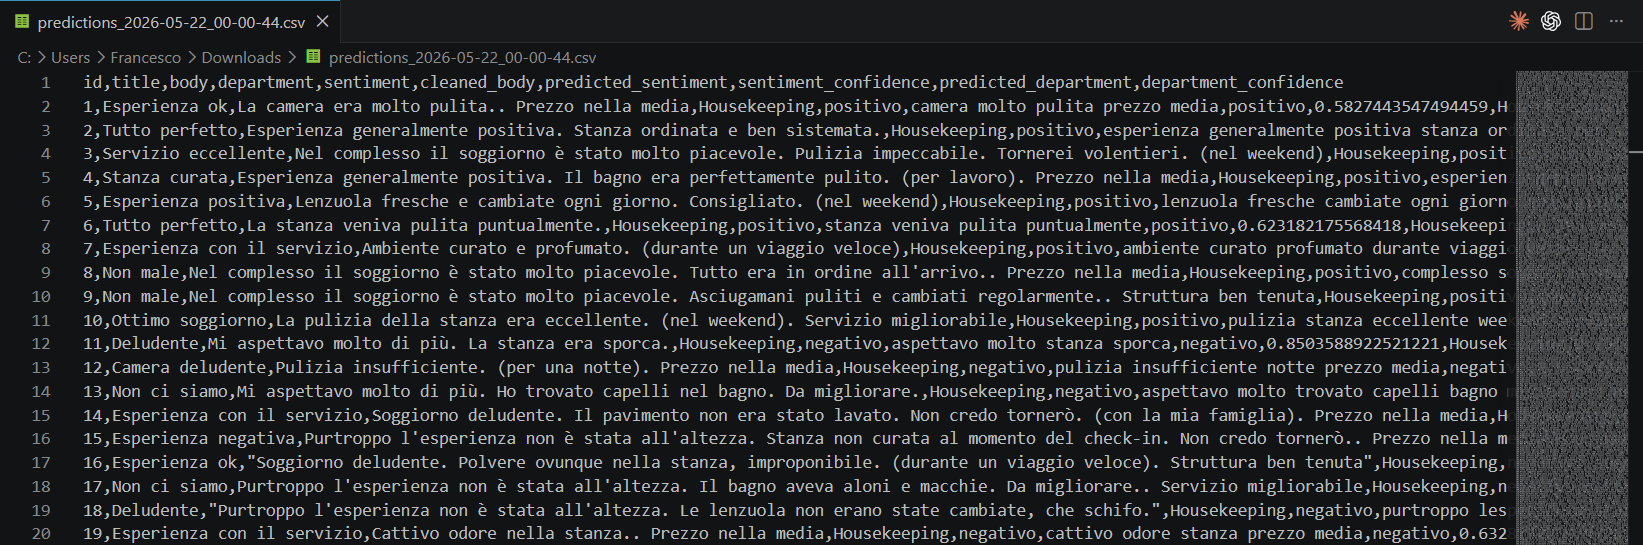 predictions_2026-05-22_00-00-44.csv
C: > Users > Francesco > Downloads > predictions_2026-05-22_00-00-44.csv
1 id,title,body,department,sentiment,cleaned_body,predicted_sentiment,sentiment_confidence,predicted_department,department_confidence
2 1,Esperienza ok,La camera era molto pulita.. Prezzo nella media,Housekeeping,positivo,camera molto pulita prezzo media,positivo,0.5827443547494459,H
3 2,Tutto perfetto,Esperienza generalmente positiva. Stanza ordinata e ben sistemata.,Housekeeping,positivo,esperienza generalmente positiva stanza or
4 3,Servizio eccellente,Nel complesso il soggiorno è stato molto piacevole. Pulizia impeccabile. Tornerei volentieri. (nel weekend),Housekeeping,posit
5 4,Stanza curata,Esperienza generalmente positiva. Il bagno era perfettamente pulito. (per lavoro). Prezzo nella media,Housekeeping,positivo,esperien
6 5,Esperienza positiva,Lenzuola fresche e cambiate ogni giorno. Consigliato. (nel weekend),Housekeeping,positivo,lenzuola fresche cambiate ogni giorn
7 6,Tutto perfetto,La stanza veniva pulita puntualmente.,Housekeeping,positivo,stanza veniva pulita puntualmente,positivo,0.623182175568418,Housekeepin
8 7,Esperienza con il servizio,Ambiente curato e profumato. (durante un viaggio veloce),Housekeeping,positivo,ambiente curato profumato durante viaggi
9 8,Non male,Nel complesso il soggiorno è stato molto piacevole. Tutto era in ordine all'arrivo.. Prezzo nella media,Housekeeping,positivo,complesso s
10 9,Non male,Nel complesso il soggiorno è stato molto piacevole. Asciugamani puliti e cambiati regolarmente.. Struttura ben tenuta,Housekeeping,positiv
11 10,Ottimo soggiorno,La pulizia della stanza era eccellente. (nel weekend). Servizio migliorabile,Housekeeping,positivo,pulizia stanza eccellente wee
12 11,Deludente,Mi aspettavo molto di più. La stanza era sporca.,Housekeeping,negativo,aspettavo molto stanza sporca,negativo,0.8503588922521221,Housek
13 12,Camera deludente,Pulizia insufficiente. (per una notte). Prezzo nella media,Housekeeping,negativo,pulizia insufficiente notte prezzo media,negati
14 13,Non ci siamo,Mi aspettavo molto di più. Ho trovato capelli nel bagno. Da migliorare.,Housekeeping,negativo,aspettavo molto trovato capelli bagno
15 14,Esperienza con il servizio,Soggiorno deludente. Il pavimento non era stato lavato. Non credo tornerò. (con la mia famiglia). Prezzo nella media,H
16 15,Esperienza negativa,Purtroppo l'esperienza non è stata all'altezza. Stanza non curata al momento del check-in. Non credo tornerò.. Prezzo nella m
17 16,Esperienza ok,"Soggiorno deludente. Polvere ovunque nella stanza, improponibile. (durante un viaggio veloce). Struttura ben tenuta",Housekeeping,
18 17,Non ci siamo,Purtroppo l'esperienza non è stata all'altezza. Il bagno aveva aloni e macchie. Da migliorare.. Servizio migliorabile,Housekeeping,n
19 18,Deludente,"Purtroppo l'esperienza non è stata all'altezza. Le lenzuola non erano state cambiate, che schifo.",Housekeeping,negativo,purtroppo les
20 19,Esperienza con il servizio,Cattivo odore nella stanza.. Prezzo nella media,Housekeeping,negativo,cattivo odore stanza prezzo media,negativo,0.632